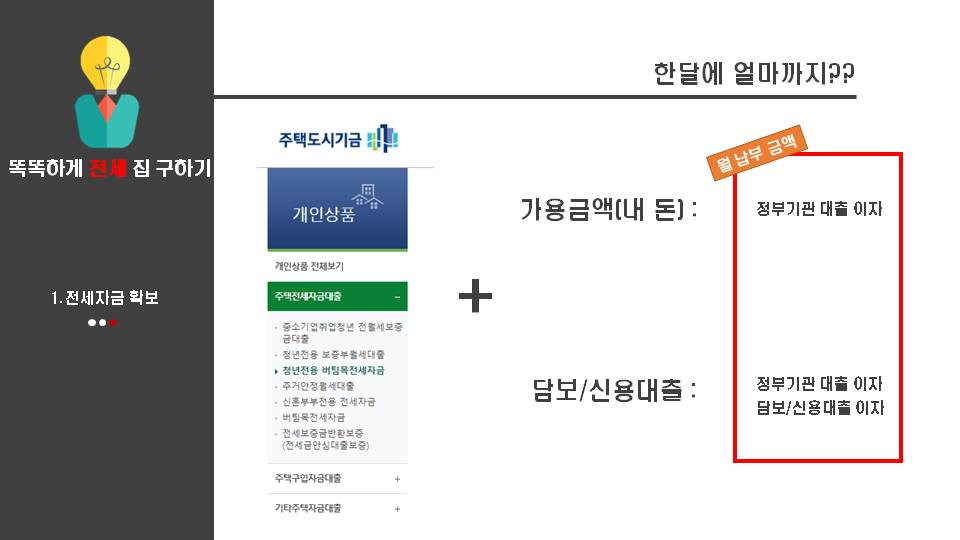 한달에 얼마까지??
똑똑하게 전세 집 구하기
1.전세자금 확보
주택도시기금
개인상품
개인상품 전체보기
주택전세자금대출 −
중소기업취업청년 전월세보증
금대출
청년전용 보증부월세대출
청년전용 버팀목전세자금
주거안정월세대출
신혼부부전용 전세자금
버팀목전세자금
전세보증금반환보증
(전세금안심대출보증)
주택구입자금대출 +
기타주택자금대출 +
+
월 납부 금액
가용금액(내 돈) :
정부기관 대출 이자
담보/신용대출 :
정부기관 대출 이자
담보/신용대출 이자